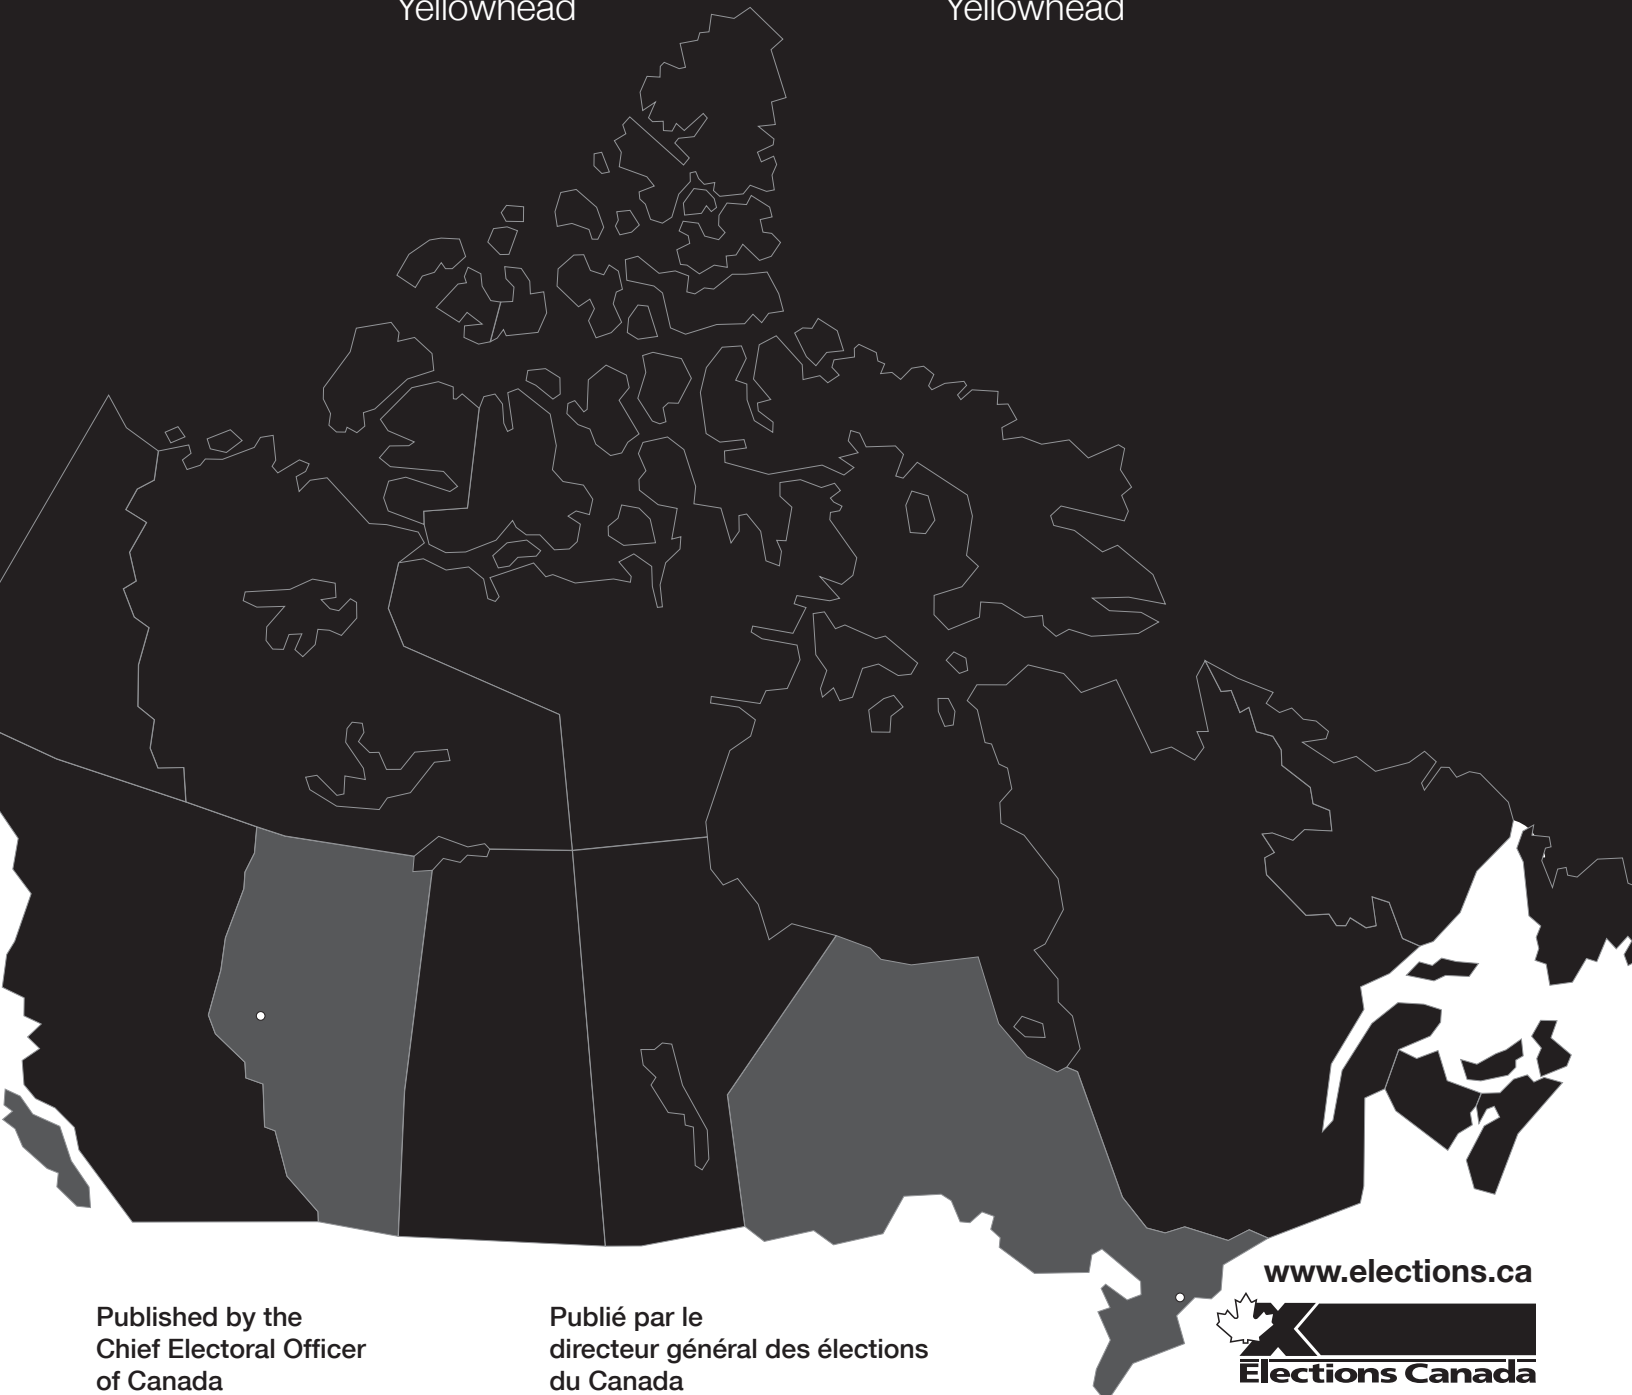 Yellowhead
Yellowhead
www.elections.ca
Published by the
Chief Electoral Officer
of Canada
Publié par le
directeur général des élections
du Canada
Elections Canada